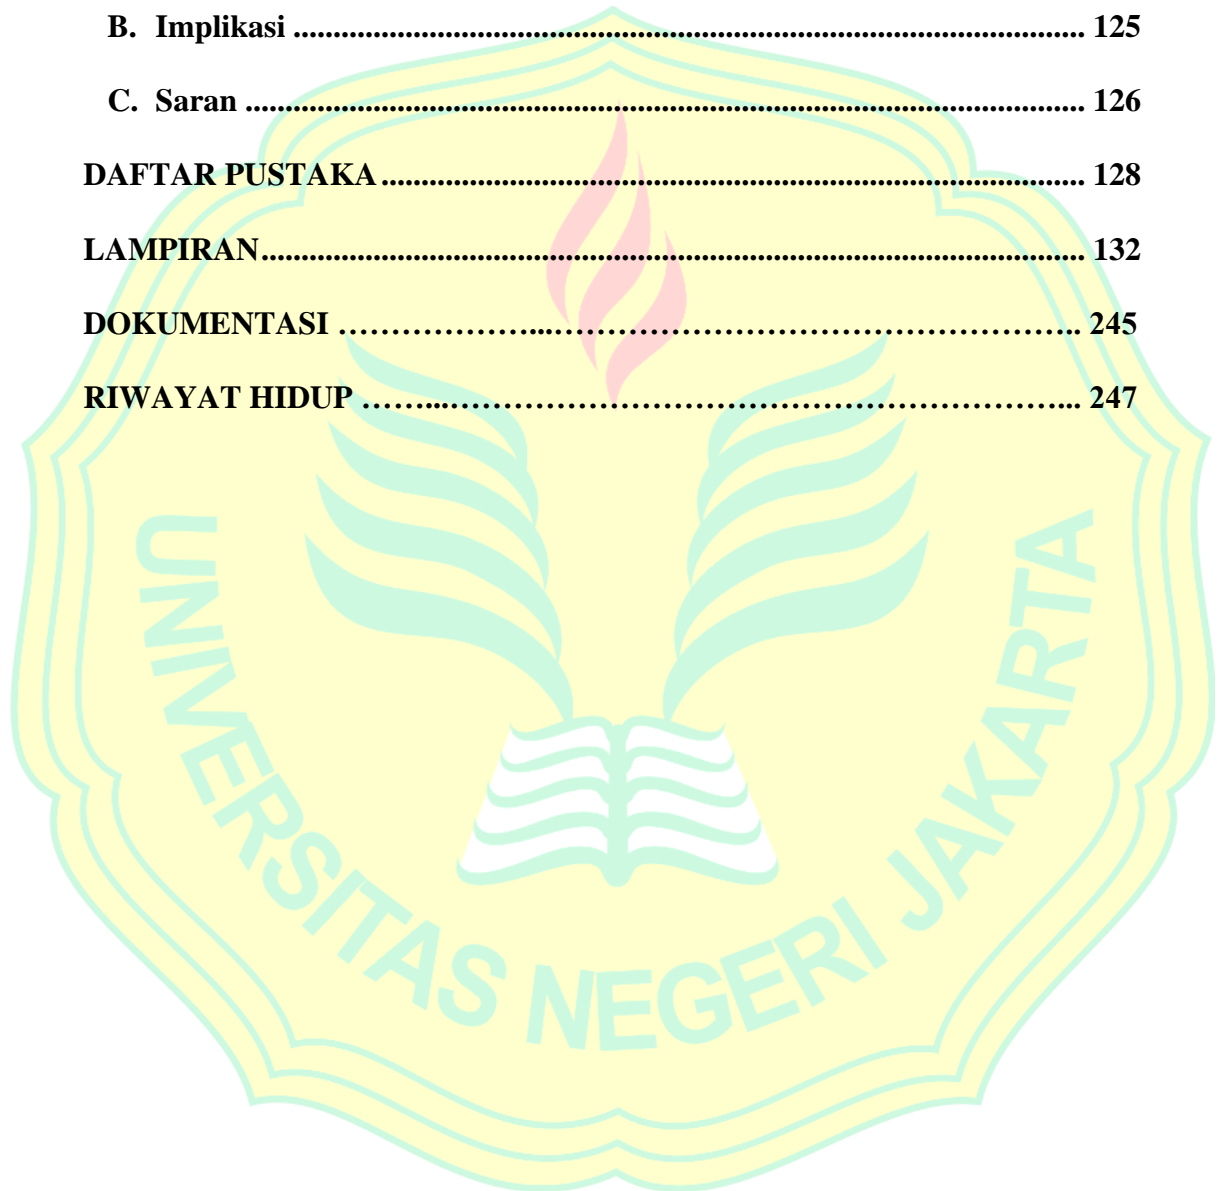 B. Implikasi .................................................................................................. 125
C. Saran ........................................................................................................ 126
DAFTAR PUSTAKA ....................................................................................... 128
LAMPIRAN ...................................................................................................... 132
DOKUMENTASI ………………...………………………………………….. 245
RIWAYAT HIDUP ……...…………………………………………………... 247
UNIVERSITAS NEGERI JAKARTA